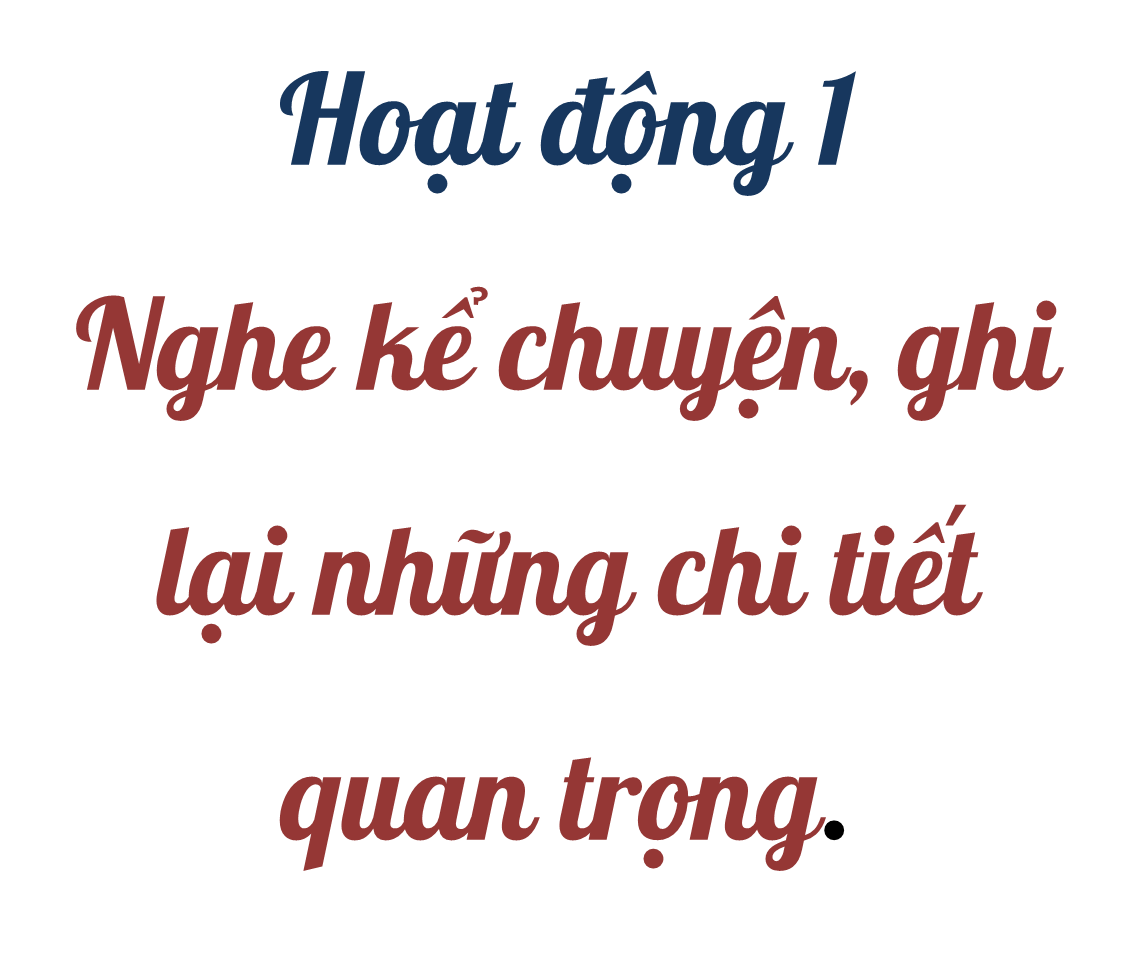 Hoạt động 1
Nghe kể chuyện, ghi
lại những chi tiết
quan trọng.